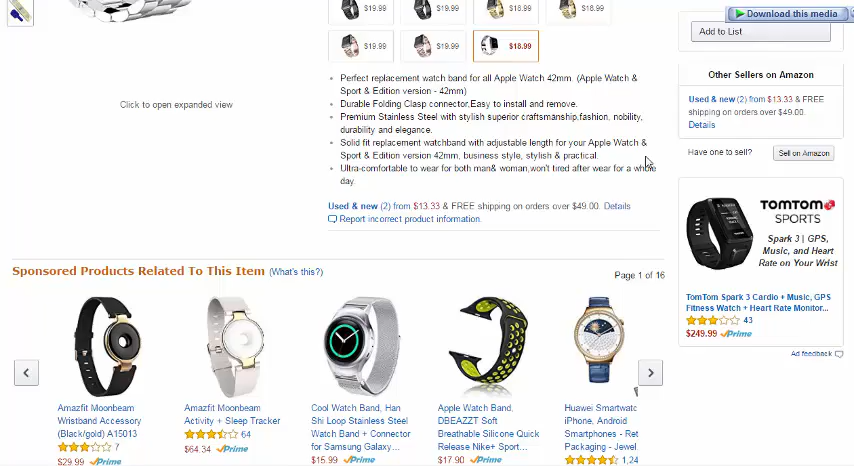 $19.99 $19.99 $18.99 $18.99
Download this media
Add to List
$19.99 $19.99 $18.99
Perfect replacement watch band for all Apple Watch 42mm. (Apple Watch &
Sport & Edition version - 42mm)
Durable Folding Clasp connector.Easy to install and remove.
Premium Stainless Steel with stylish superior craftsmanship.fashion, nobility,
durability and elegance.
Solid fit replacement watchband with adjustable length for your Apple Watch &
Sport & Edition version 42mm, business style, stylish & practical.
Ultra-comfortable to wear for both man& woman,won't tired after wear for a whole
day.
Used & new (2) from $13.33 & FREE shipping on orders over $49.00. Details
Report incorrect product information.
Click to open expanded view
Other Sellers on Amazon
Used & new (2) from $13.33 & FREE
shipping on orders over $49.00.
Details
Have one to sell? Sell on Amazon
TOMTOM
SPORTS
Spark 3 | GPS,
Music, and Heart
Rate on Your Wrist
TomTom Spark 3 Cardio + Music, GPS
Fitness Watch + Heart Rate Monitor...
43
$249.99 Prime
Ad feedback
Sponsored Products Related To This Item (What's this?)
Page 1 of 16
Amazfit Moonbeam
Wristband Accessory
(Black/gold) A15013
7
$29.99 Prime
Amazfit Moonbeam
Activity + Sleep Tracker
64
$64.34 Prime
Cool Watch Band, Han
Shi Loop Stainless Steel
Watch Band + Connector
for Samsung Galaxy...
$15.99 Prime
Apple Watch Band,
DBEAZZT Soft
Breathable Silicone Quick
Release Nike+ Sport...
$17.90 Prime
Huawei Smartwatc
iPhone, Android
Smartphones - Ret
Packaging - Jewel
1,24